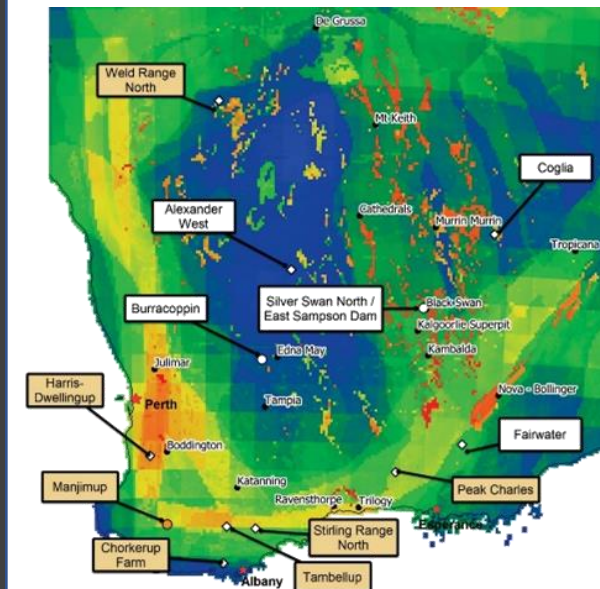 De Grussa
Weld Range
North
Mt Keith
Coglia
Alexander
West
Cathedrals
Murrin Murrin
Tropicana
Burracoppin
Silver Swan North /
East Sampson Dam
Black Swan
Kalgoorlie Superpit
Edna May
Kambalda
Julimar
Harris-
Dwellingup
Perth
Tampia
Nova - Bollinger
Boddington
Fairwater
Katanning
Manjimup
Ravensthorpe
Trilogy
Peak Charles
Esperance
Stirling Range
North
Chorkerup
Farm
Tambellup
Albany